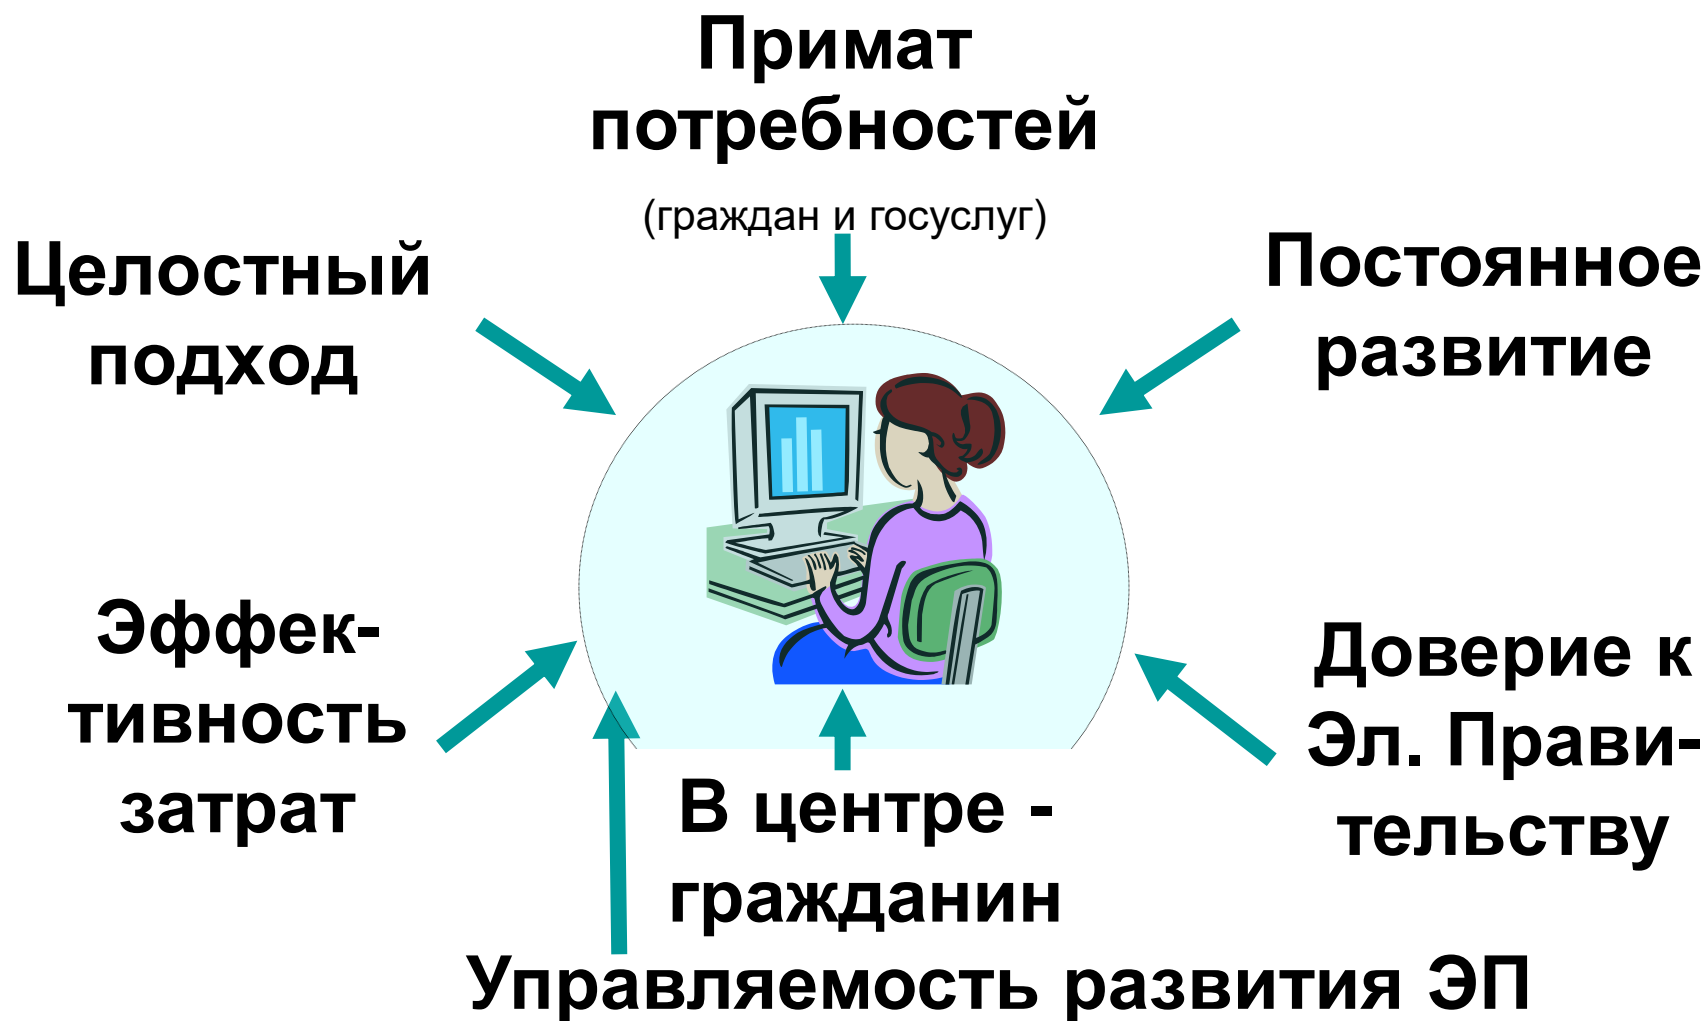 Примат
потребностей
(граждан и госуслуг)
Целостный
подход
Постоянное
развитие
Эффек-
тивность
затрат
Доверие к
Эл. Прави-
тельству
В центре -
гражданин
Управляемость развития ЭП